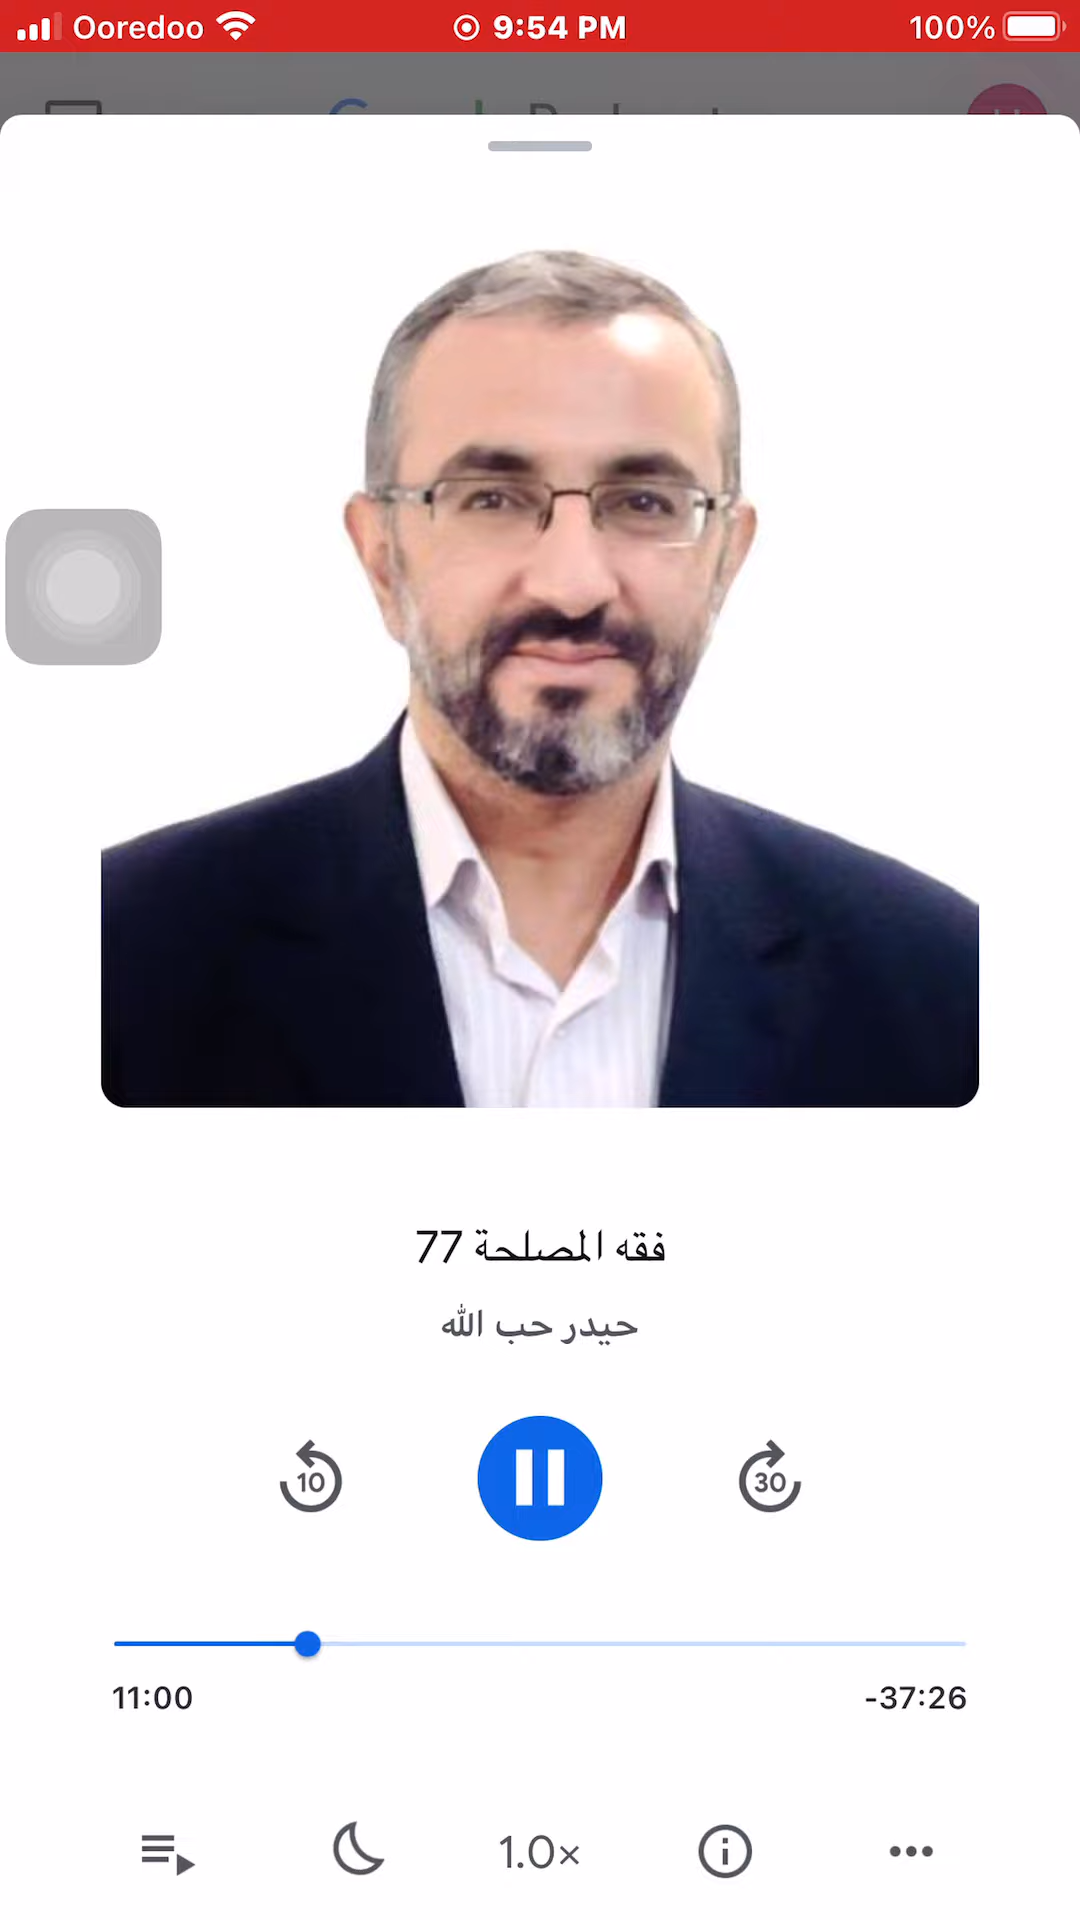 Ooredoo 9:54 PM 100%
فقه المصلحة 77
حيدر حب الله
10 30
11:00 -37:26
1.0×